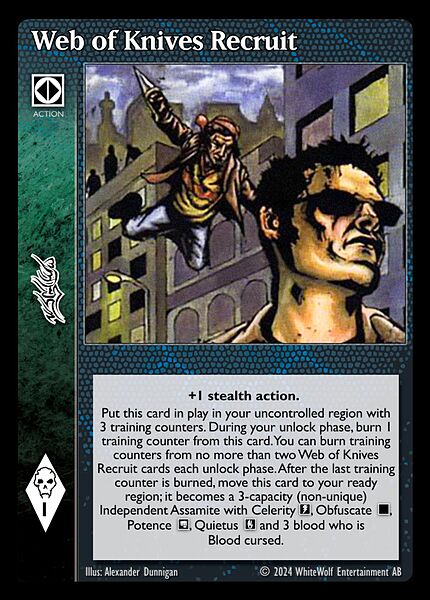 Web of Knives Recruit
ACTION
+1 stealth action.
Put this card in play in your uncontrolled region with
3 training counters. During your unlock phase, burn 1
training counter from this card. You can burn training
counters from no more than two Web of Knives
Recruit cards each unlock phase. After the last training
counter is burned, move this card to your ready
region; it becomes a 3-capacity (non-unique)
Independent Assamite with Celerity, Obfuscate,
Potence, Quietus and 3 blood who is
Blood cursed.
1
Illus: Alexander Dunnigan
© 2024 WhiteWolf Entertainment AB